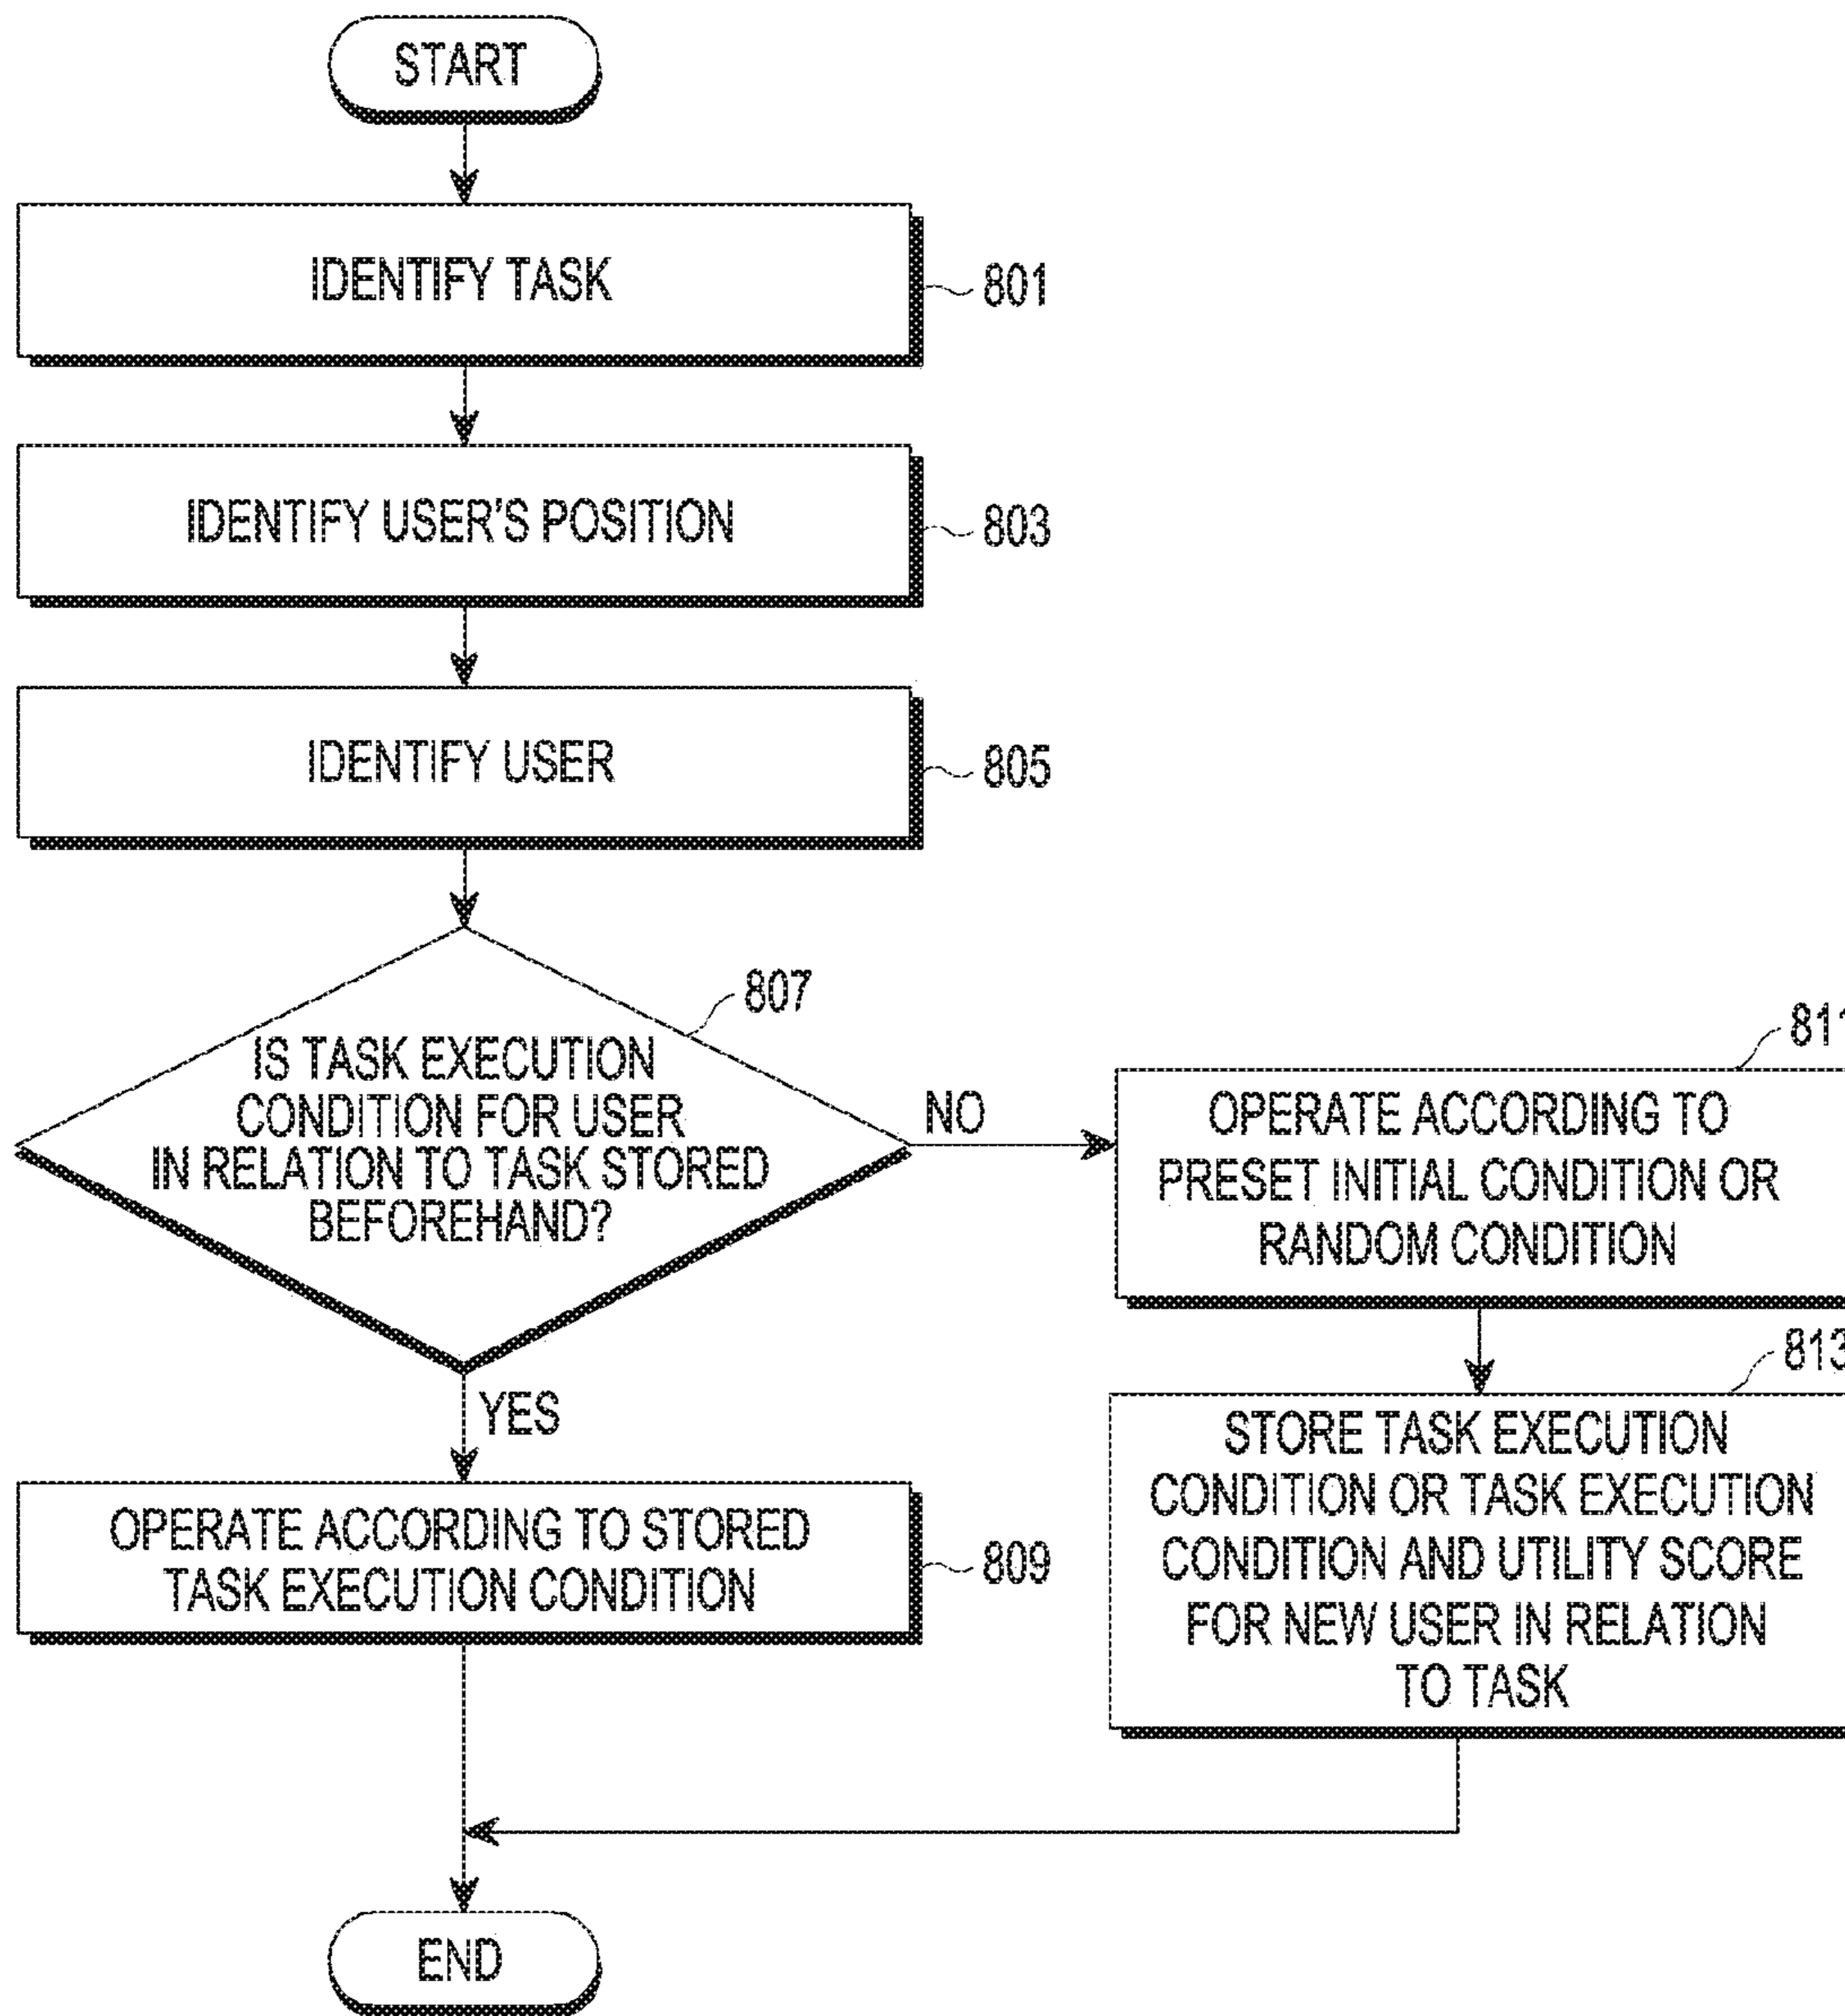 START
IDENTIFY TASK
801
IDENTIFY USER'S POSITION
803
IDENTIFY USER
805
807
IS TASK EXECUTION
CONDITION FOR USER
IN RELATION TO TASK STORED
BEFOREHAND?
NO
YES
OPERATE ACCORDING TO STORED
TASK EXECUTION CONDITION
809
811
OPERATE ACCORDING TO
PRESET INITIAL CONDITION OR
RANDOM CONDITION
813
STORE TASK EXECUTION
CONDITION OR TASK EXECUTION
CONDITION AND UTILITY SCORE
FOR NEW USER IN RELATION
TO TASK
END